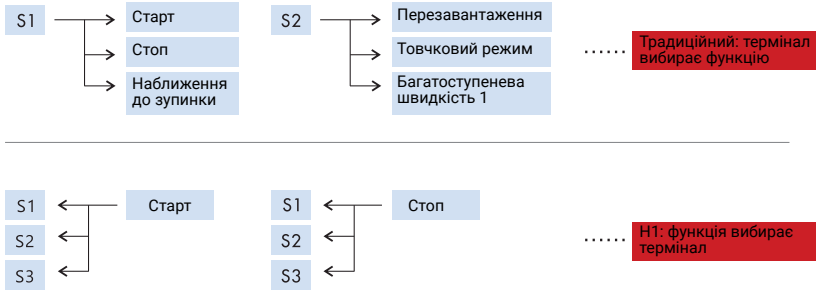 S1
Старт
Стоп
Наближення
до зупинки
S2
Перезавантаження
Товчковий режим
Багатоступенева
швидкість 1
...... Традиційний: термінал
вибирає функцію
S1
S2
S3
Старт
S1
S2
S3
Стоп
...... H1: функція вибирає
термінал